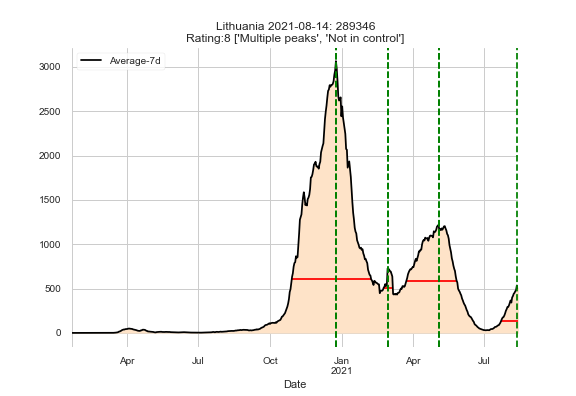 Lithuania 2021-08-14: 289346
Rating:8 ['Multiple peaks', 'Not in control']
Average-7d
3000
2500
2000
1500
1000
500
0
Apr
Jul
Oct
Jan
2021
Apr
Jul
Date